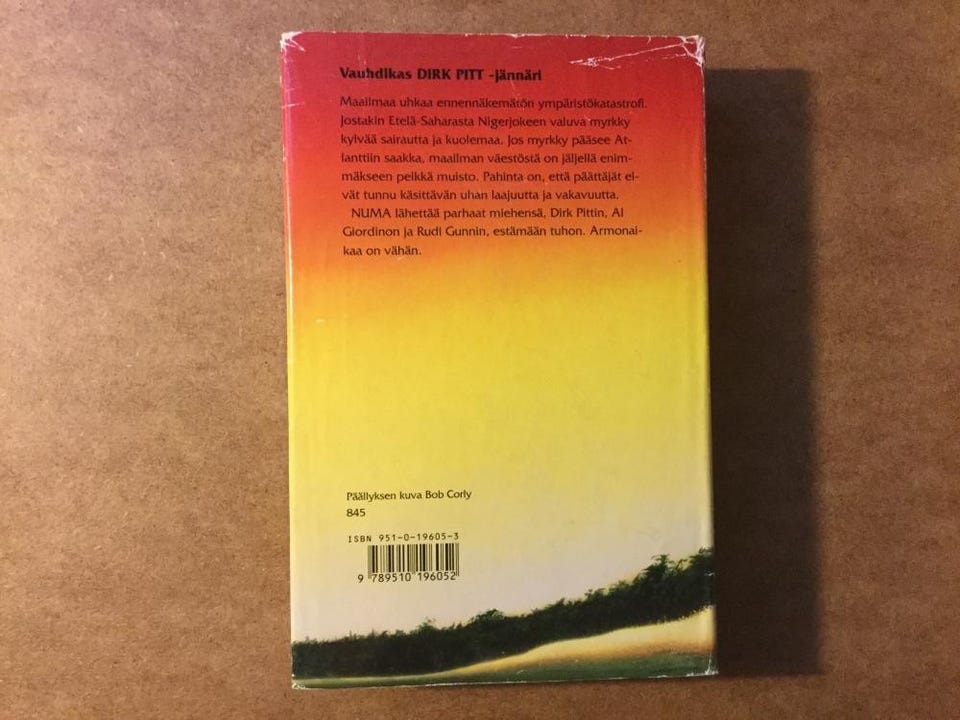 Vauhdikas DIRK PITT -jännäri
Maailmaa uhkaa ennennäkemätön ympäristökatastrofi.
Jostakin Etelä-Saharasta Nigerjokeen valuva myrkky
kylvää sairautta ja kuolemaa. Jos myrkky pääsee At-
lanttiin saakka, maailman väestöstä on jäljellä enim-
mäkseen pelkkä muisto. Pahinta on, että päättäjät ei-
vät tunnu käsittävän uhan laajuutta ja vakavuutta.
NUMA lähettää parhaat miehensä, Dirk Pittin, Al
Giordinon ja Rudi Gunnin, estämään tuhon. Armonai-
kaa on vähän.
Päällyksen kuva Bob Corly
845
ISBN 951-0-19605-3
9 789510 196052